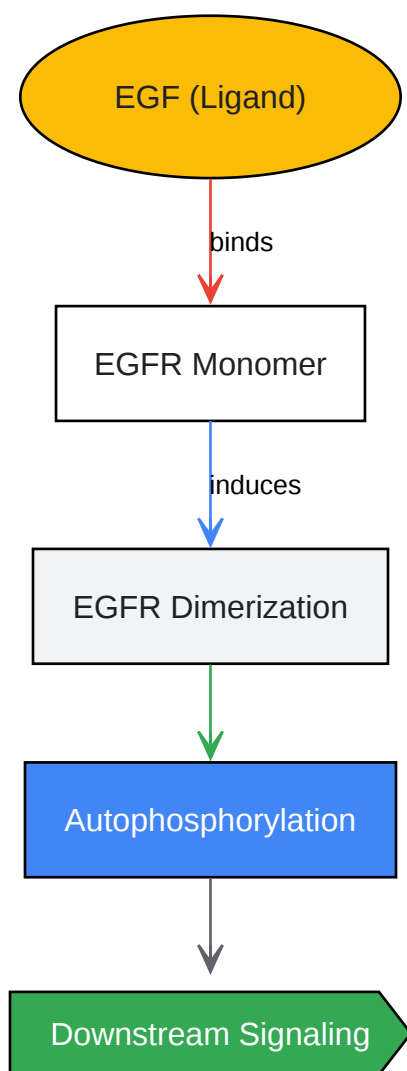 EGF (Ligand)
binds
EGFR Monomer
induces
EGFR Dimerization
Autophosphorylation
Downstream Signaling